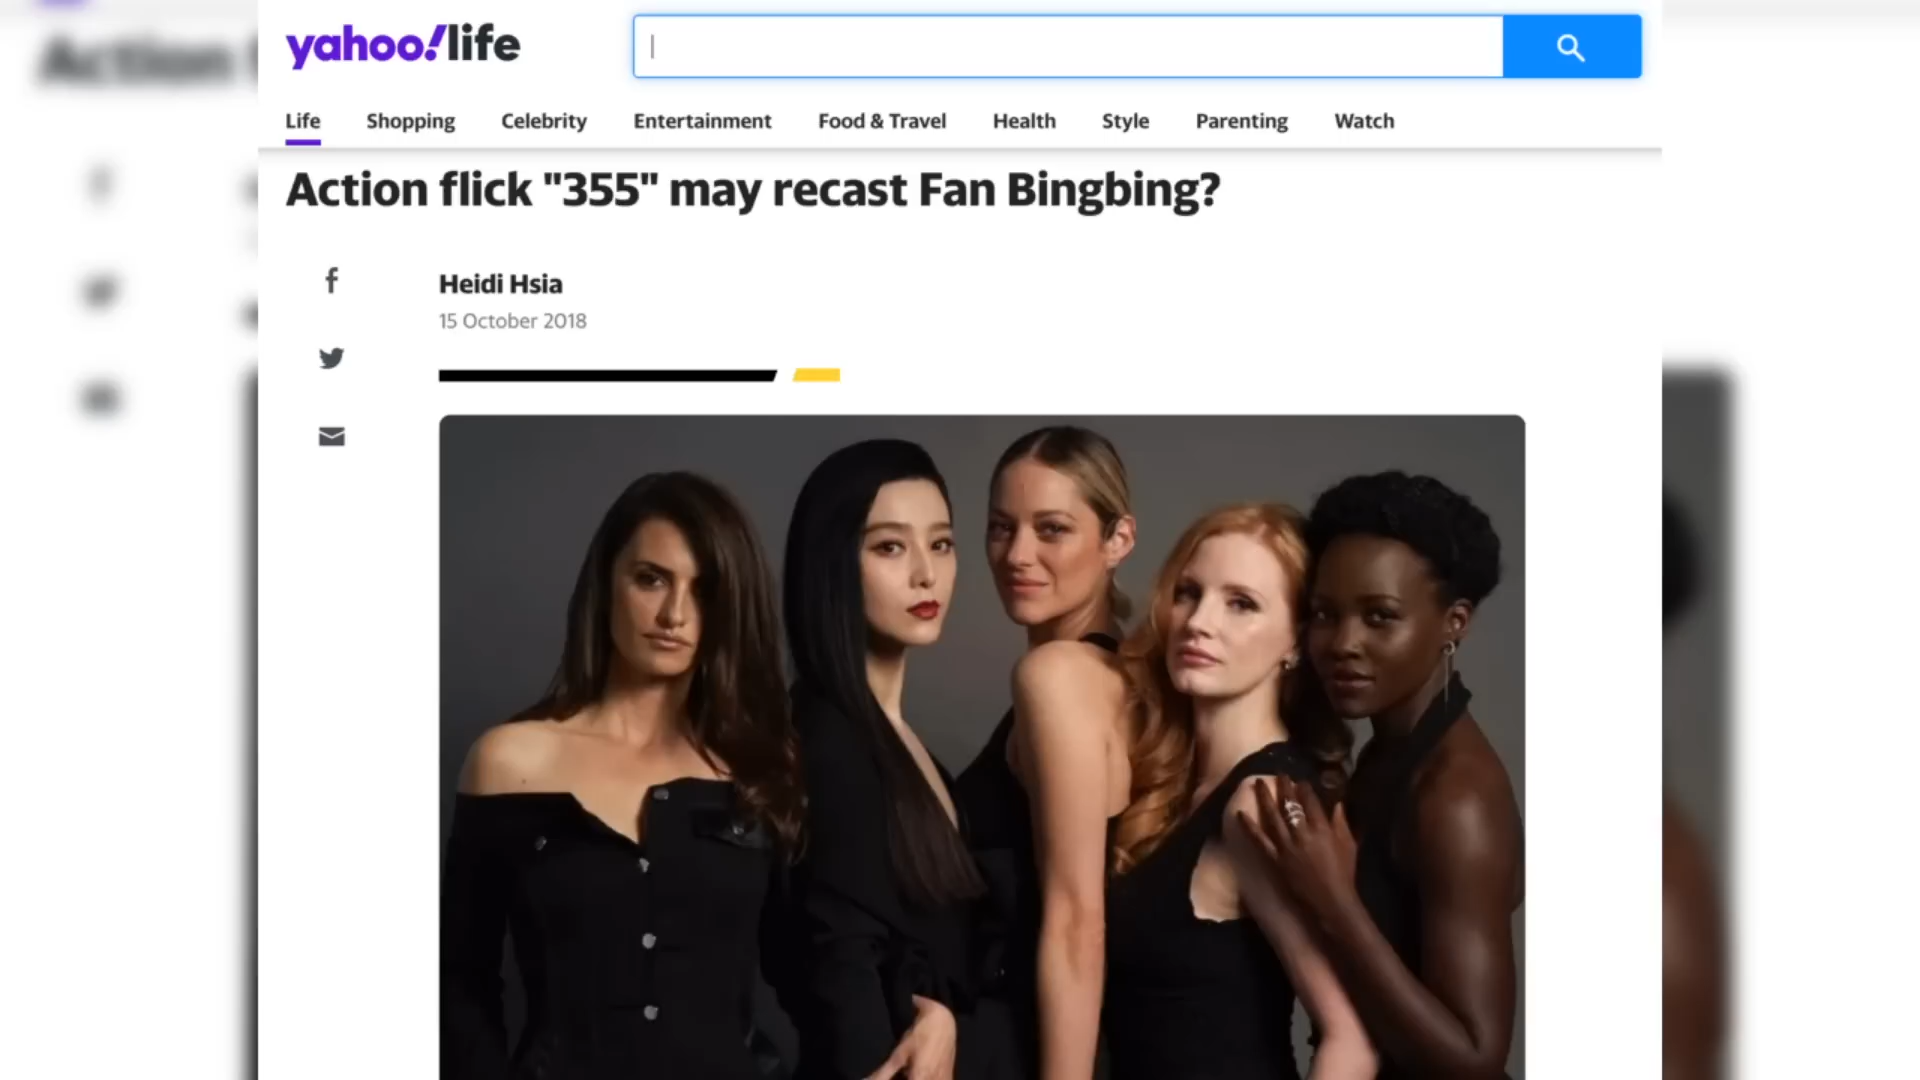 yahoo!life
Life Shopping Celebrity Entertainment Food & Travel Health Style Parenting Watch
Action flick "355" may recast Fan Bingbing?
Heidi Hsia
15 October 2018
Action